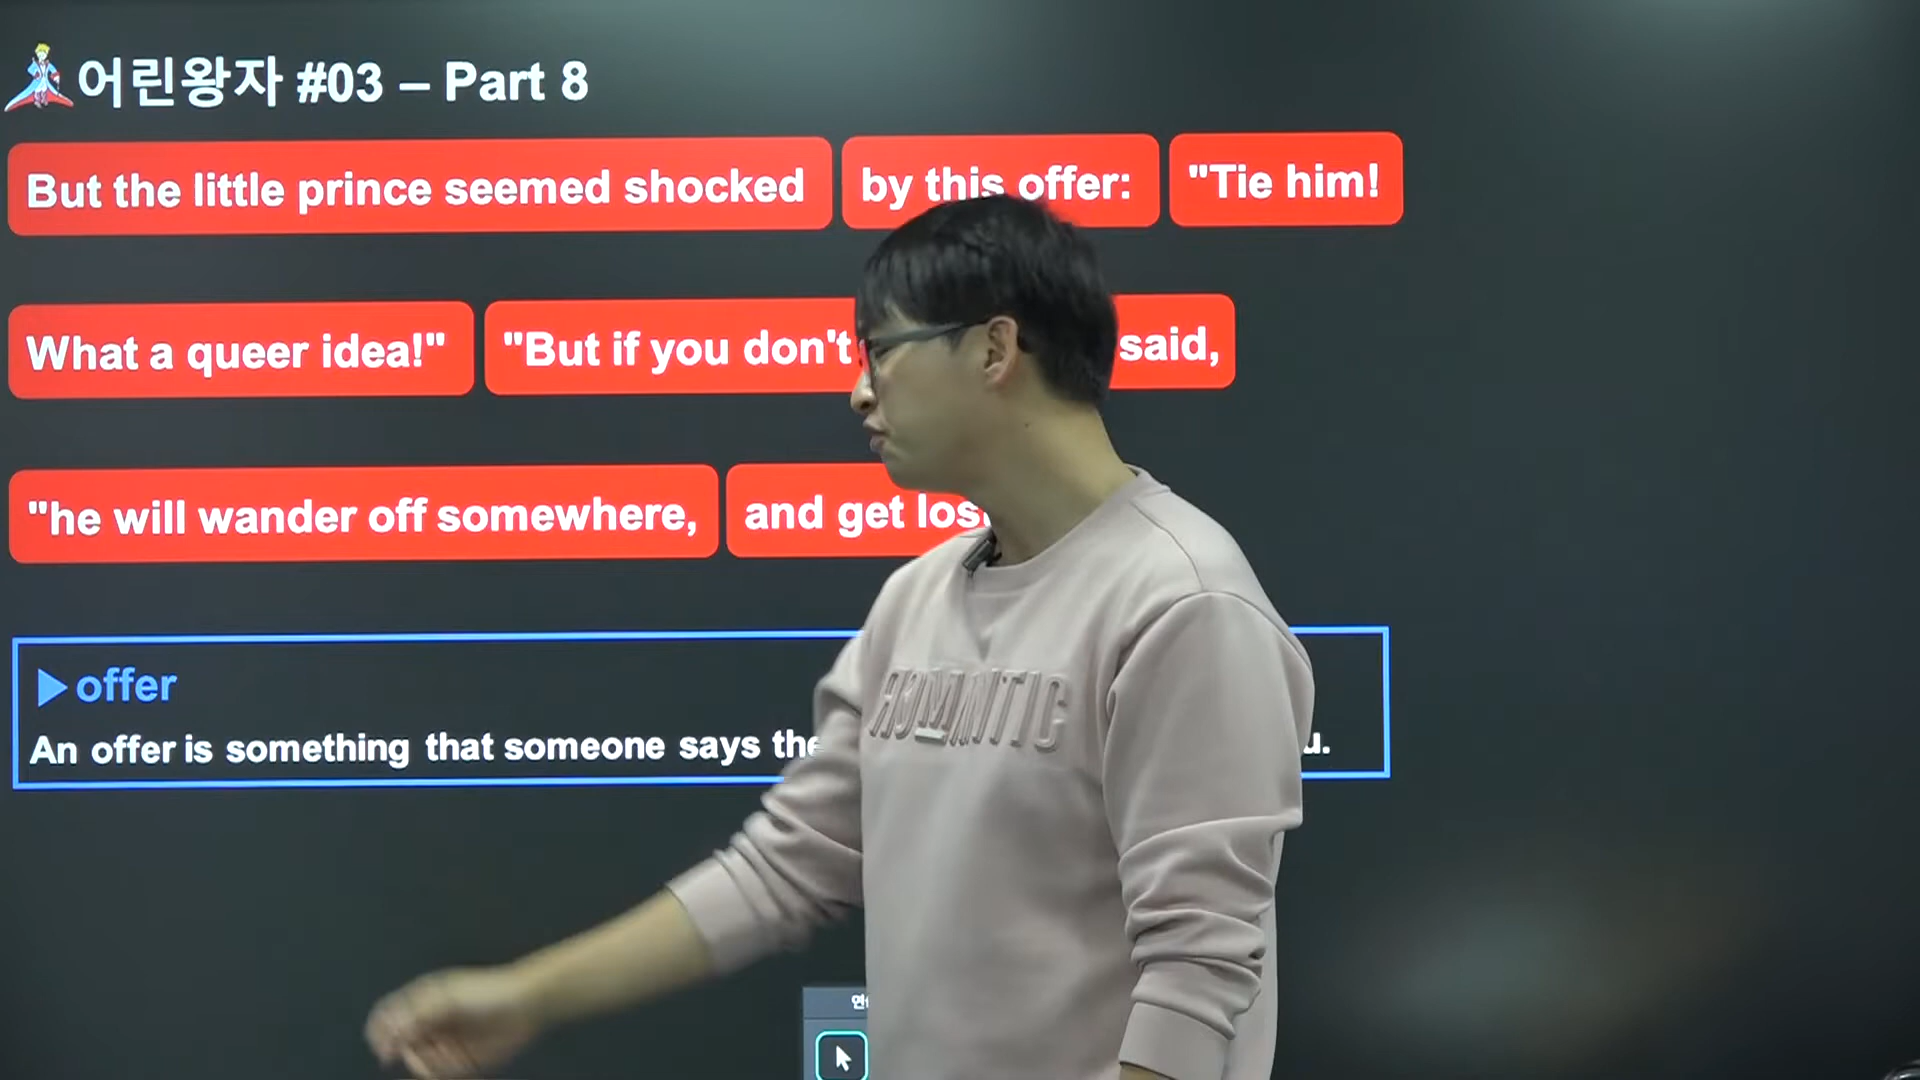 어린왕자 #03 – Part 8
But the little prince seemed shocked by this offer: "Tie him!
What a queer idea!" "But if you don't said,
"he will wander off somewhere, and get
▶offer
An offer is something that someone says
ROMANTIC